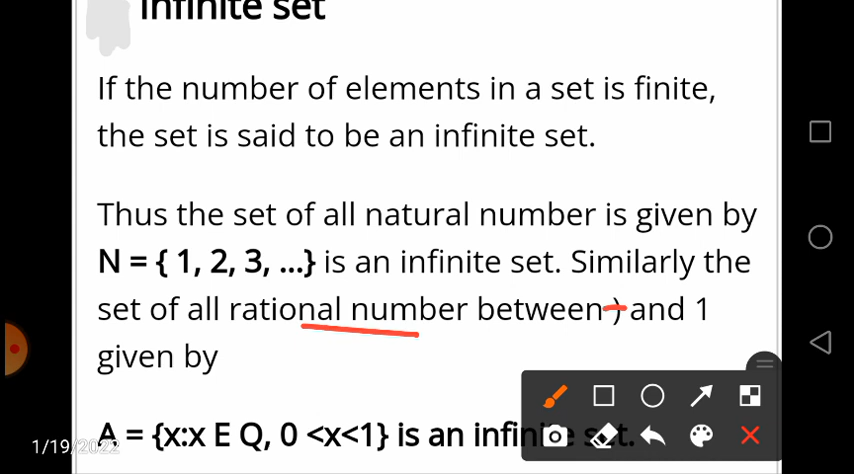 Infinite set
If the number of elements in a set is finite,
the set is said to be an infinite set.
Thus the set of all natural number is given by
N = { 1, 2, 3, ...} is an infinite set. Similarly the
set of all rational number between ) and 1
given by
A = {x:x E Q, 0 <x<1} is an infinite set.
1/19/2022